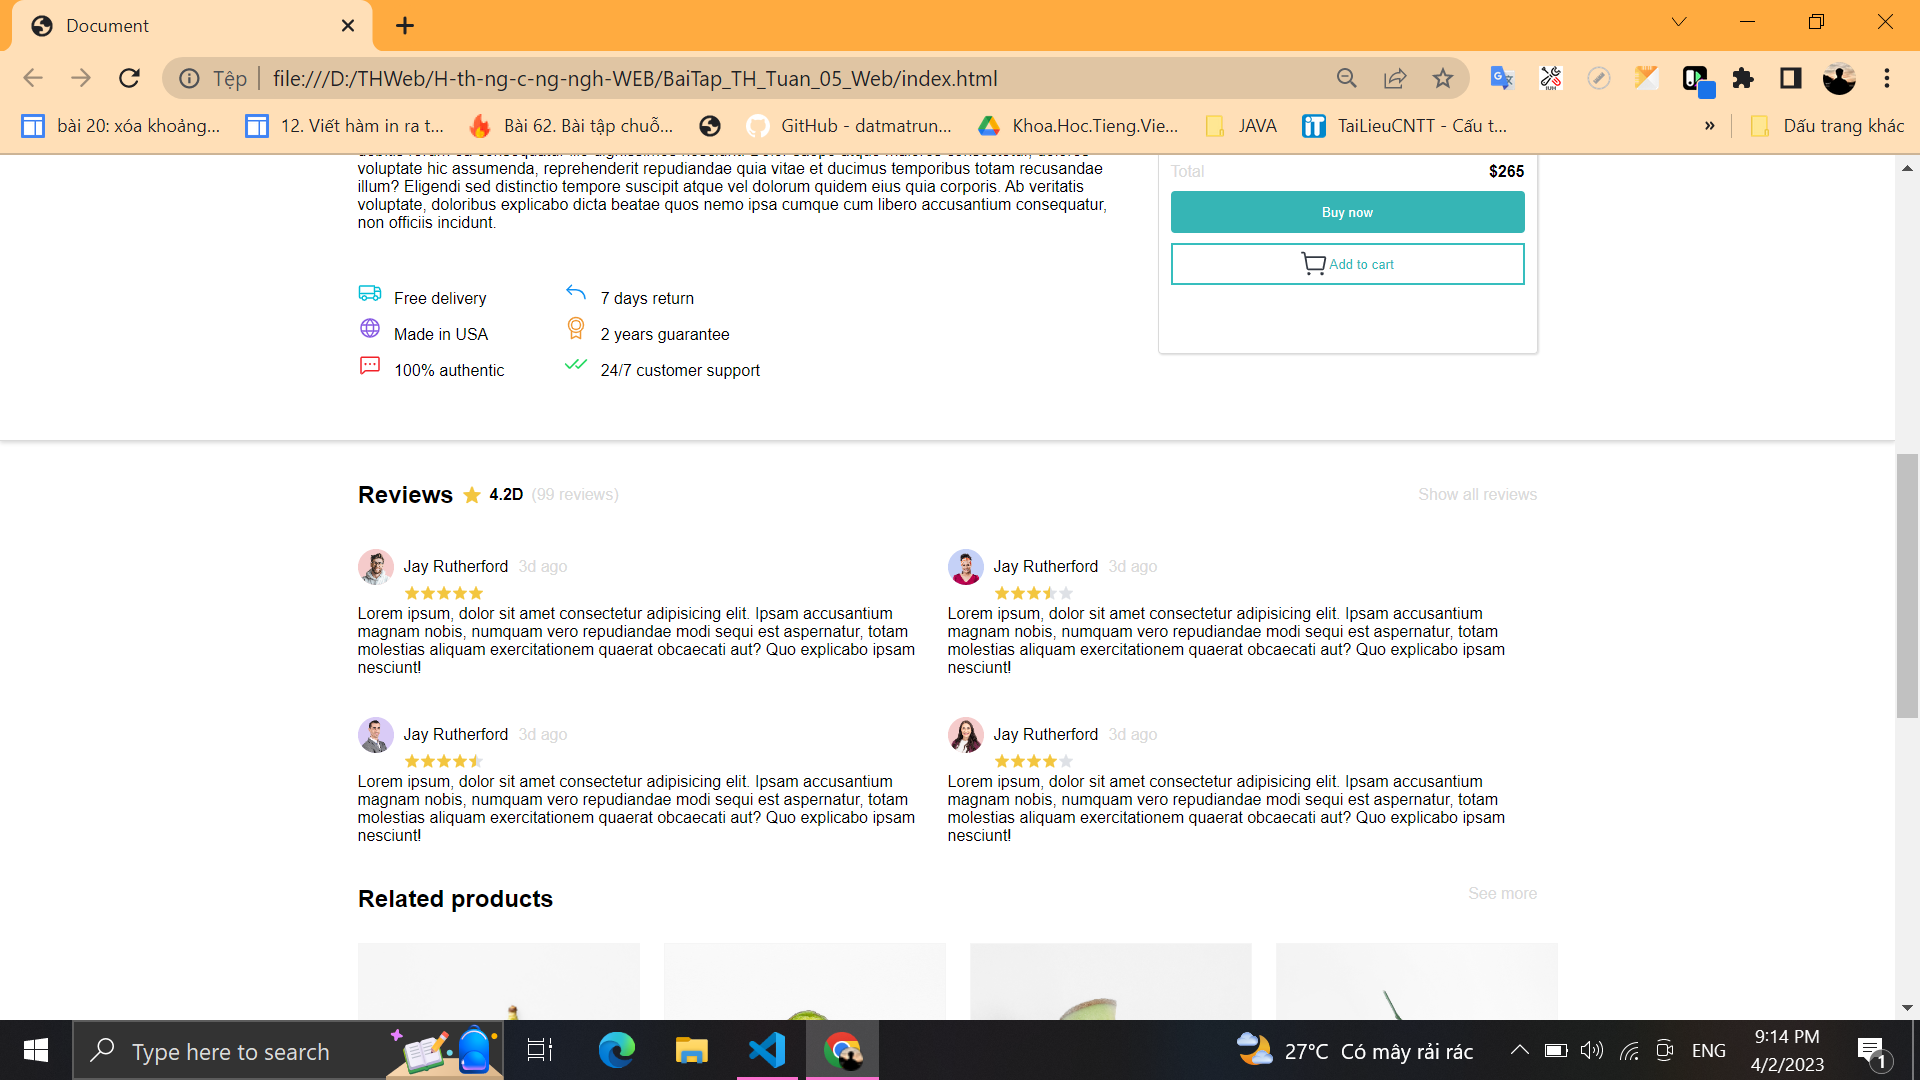 Document
Tệp
file:///D:/THWeb/H-th-ng-c-ng-ngh-WEB/BaiTap_TH_Tuan_05_Web/index.html
IUH
bài 20: xóa khoảng...
12. Viết hàm in ra t...
Bài 62. Bài tập chuỗ...
GitHub - datmatrun...
Khoa.Hoc.Tieng.Vie...
JAVA
TaiLieuCNTT - Cấu t...
»
Dấu trang khác
voluptate hic assumenda, reprehenderit repudiandae quia vitae et ducimus temporibus totam recusandae
illum? Eligendi sed distinctio tempore suscipit atque vel dolorum quidem eius quia corporis. Ab veritatis
voluptate, doloribus explicabo dicta beatae quos nemo ipsa cumque cum libero accusantium consequatur,
non officiis incidunt.
Total $265
Buy now
Add to cart
Free delivery
7 days return
Made in USA
2 years guarantee
100% authentic
24/7 customer support
Reviews 4.2D (99 reviews)
Show all reviews
Jay Rutherford 3d ago
Lorem ipsum, dolor sit amet consectetur adipisicing elit. Ipsam accusantium
magnam nobis, numquam vero repudiandae modi sequi est aspernatur, totam
molestias aliquam exercitationem quaerat obcaecati aut? Quo explicabo ipsam
nesciunt!
Jay Rutherford 3d ago
Lorem ipsum, dolor sit amet consectetur adipisicing elit. Ipsam accusantium
magnam nobis, numquam vero repudiandae modi sequi est aspernatur, totam
molestias aliquam exercitationem quaerat obcaecati aut? Quo explicabo ipsam
nesciunt!
Jay Rutherford 3d ago
Lorem ipsum, dolor sit amet consectetur adipisicing elit. Ipsam accusantium
magnam nobis, numquam vero repudiandae modi sequi est aspernatur, totam
molestias aliquam exercitationem quaerat obcaecati aut? Quo explicabo ipsam
nesciunt!
Jay Rutherford 3d ago
Lorem ipsum, dolor sit amet consectetur adipisicing elit. Ipsam accusantium
magnam nobis, numquam vero repudiandae modi sequi est aspernatur, totam
molestias aliquam exercitationem quaerat obcaecati aut? Quo explicabo ipsam
nesciunt!
Related products
See more
Type here to search
27°C Có mây rải rác
ENG
9:14 PM
4/2/2023
1